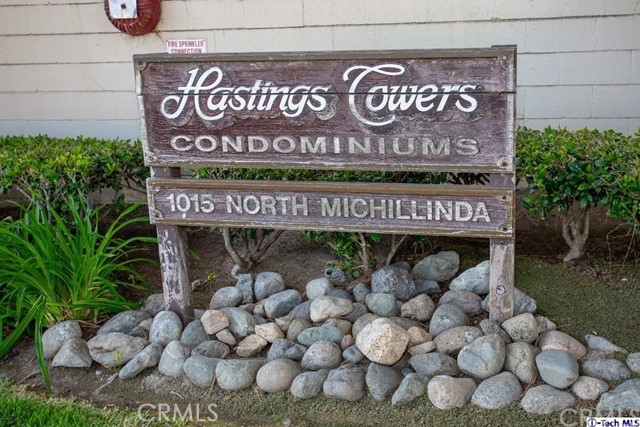 FIRE SPRINKLER
CONNECTION
Hastings Towers
CONDOMINIUMS
1015 NORTH MICHILLINDA
CRMLS
CRMLS
i-Tech MLS